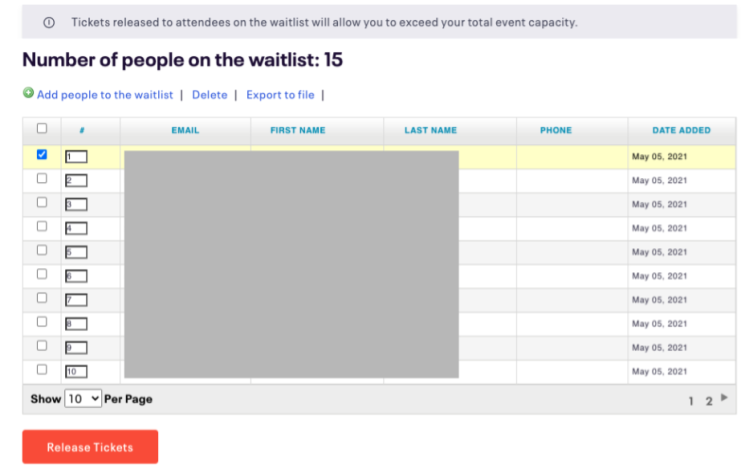 Tickets released to attendees on the waitlist will allow you to exceed your total event capacity.
Number of people on the waitlist: 15
Add people to the waitlist | Delete | Export to file |
# EMAIL FIRST NAME LAST NAME PHONE DATE ADDED
1 May 05, 2021
2 May 05, 2021
3 May 05, 2021
4 May 05, 2021
5 May 05, 2021
6 May 05, 2021
7 May 05, 2021
8 May 05, 2021
9 May 05, 2021
10 May 05, 2021
Show 10 Per Page 1 2
Release Tickets